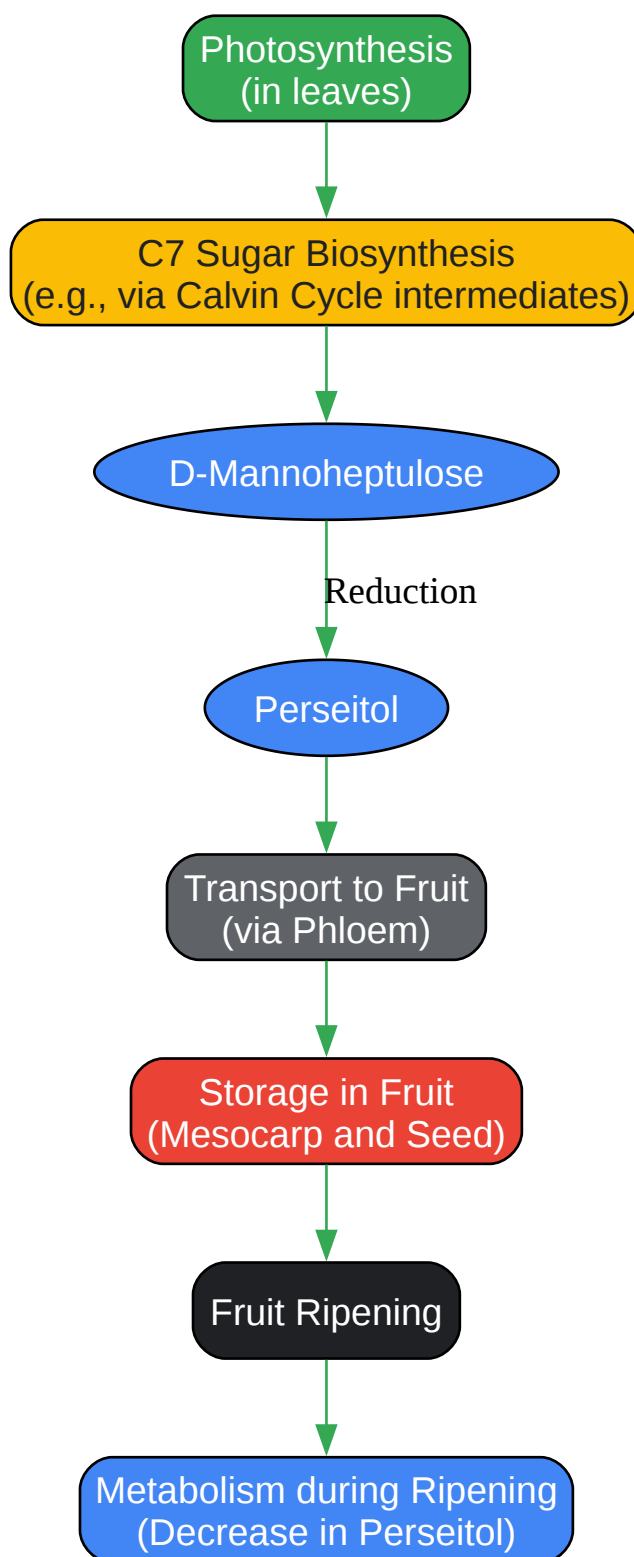 Photosynthesis
(in leaves)
C7 Sugar Biosynthesis
(e.g., via Calvin Cycle intermediates)
D-Mannoheptulose
Reduction
Perseitol
Transport to Fruit
(via Phloem)
Storage in Fruit
(Mesocarp and Seed)
Fruit Ripening
Metabolism during Ripening
(Decrease in Perseitol)